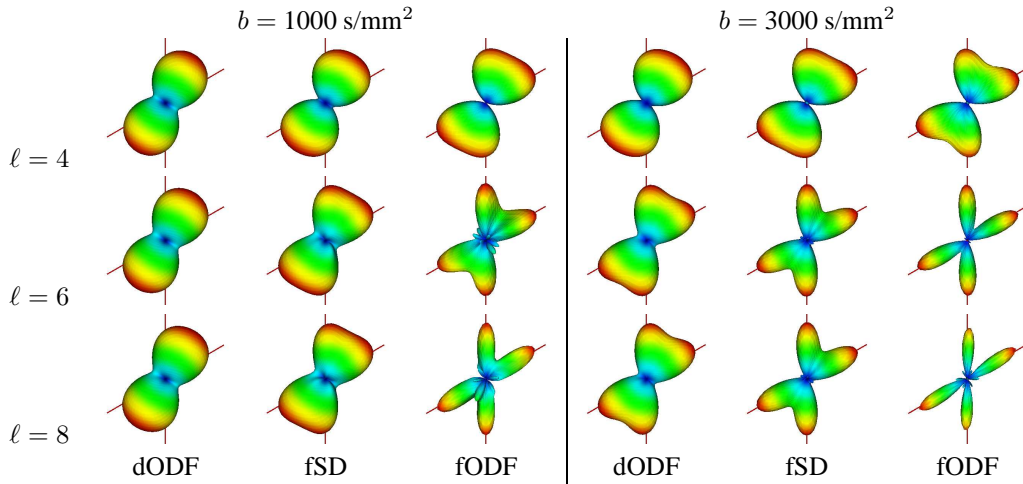 b = 1000 s/mm² b = 3000 s/mm²
ℓ = 4
ℓ = 6
ℓ = 8
dODF fSD fODF dODF fSD fODF